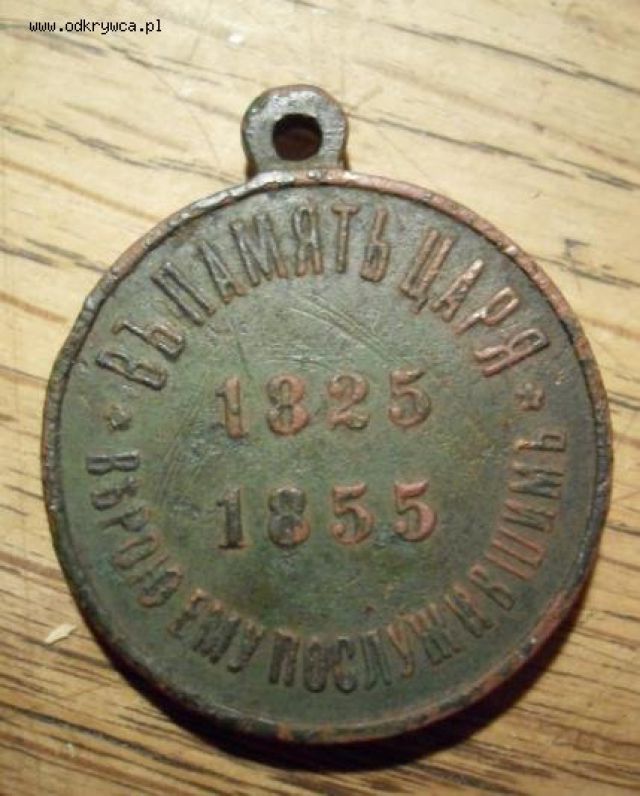 www.odkrywca.pl
ВЪ ПАМЯТЬ ЦАРЯ
1825
1855
ВѢРОЮ ЕМУ ПОСЛУЖИВШИМЪ